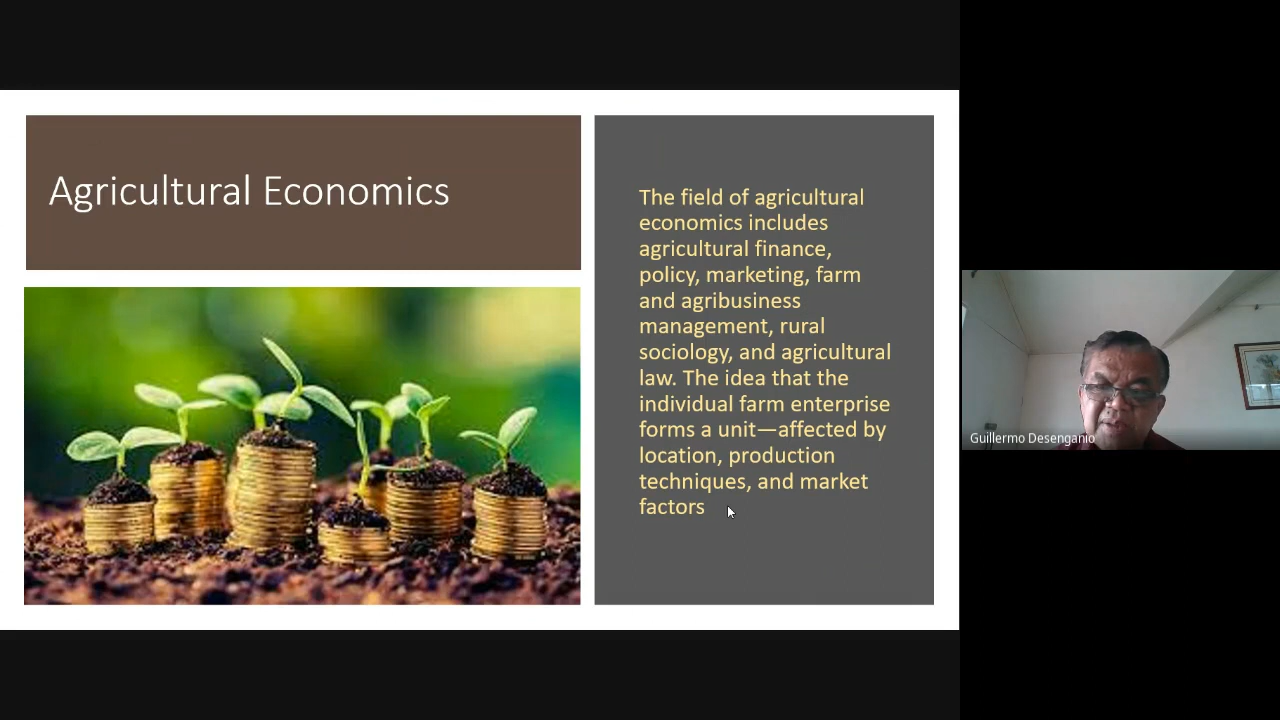 Agricultural Economics
The field of agricultural
economics includes
agricultural finance,
policy, marketing, farm
and agribusiness
management, rural
sociology, and agricultural
law. The idea that the
individual farm enterprise
forms a unit—affected by
location, production
techniques, and market
factors
Guillermo Desenganio